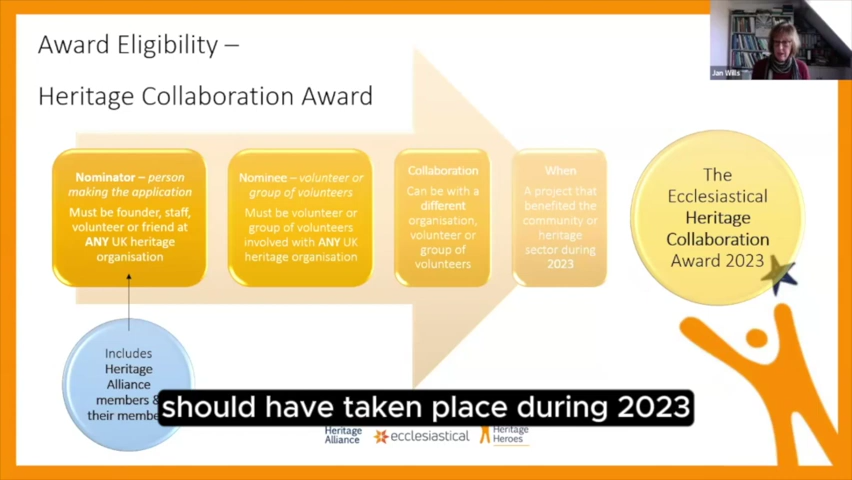 Award Eligibility –
Heritage Collaboration Award
Jan Wills
Nominator – person
making the application
Must be founder, staff,
volunteer or friend at
ANY UK heritage
organisation
Nominee – volunteer or
group of volunteers
Must be volunteer or
group of volunteers
involved with ANY UK
heritage organisation
Collaboration
Can be with a
different
organisation,
volunteer or
group of
volunteers
When
A project that
benefited the
community or
heritage
sector during
2023
The
Ecclesiastical
Heritage
Collaboration
Award 2023
Includes
Heritage
Alliance
members &
their
should have taken place during 2023
Heritage
Alliance
ecclesiastical
Heritage
Heroes